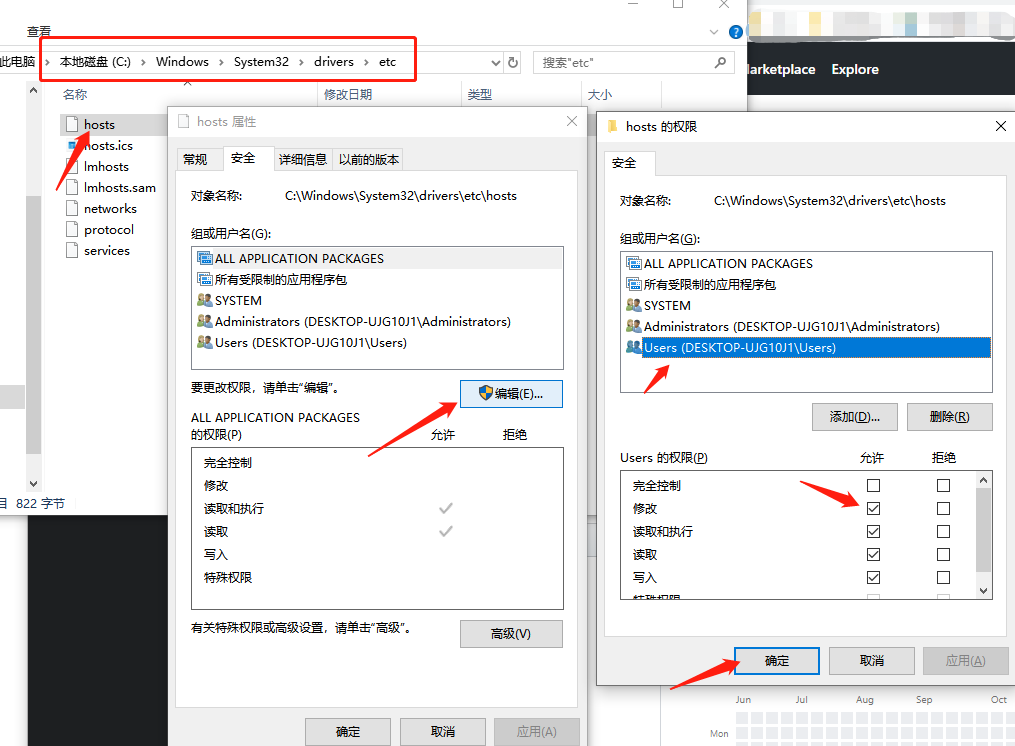 查看
此电脑 › 本地磁盘 (C:) › Windows › System32 › drivers › etc
搜索"etc"
Marketplace Explore
名称 修改日期 类型 大小
hosts
hosts.ics
lmhosts
lmhosts.sam
networks
protocol
services
822 字节
hosts 属性
常规 安全 详细信息 以前的版本
对象名称: C:\Windows\System32\drivers\etc\hosts
组或用户名(G):
ALL APPLICATION PACKAGES
所有受限制的应用程序包
SYSTEM
Administrators (DESKTOP-UJG10J1\Administrators)
Users (DESKTOP-UJG10J1\Users)
要更改权限，请单击"编辑"。
编辑(E)...
ALL APPLICATION PACKAGES
的权限(P) 允许 拒绝
完全控制
修改
读取和执行
读取
写入
特殊权限
有关特殊权限或高级设置，请单击"高级"。
高级(V)
确定 取消 应用(A)
hosts 的权限
安全
对象名称: C:\Windows\System32\drivers\etc\hosts
组或用户名(G):
ALL APPLICATION PACKAGES
所有受限制的应用程序包
SYSTEM
Administrators (DESKTOP-UJG10J1\Administrators)
Users (DESKTOP-UJG10J1\Users)
添加(D)... 删除(R)
Users 的权限(P) 允许 拒绝
完全控制
修改
读取和执行
读取
写入
特殊权限
确定 取消 应用(A)
Jun Jul Aug Sep Oct
Mon